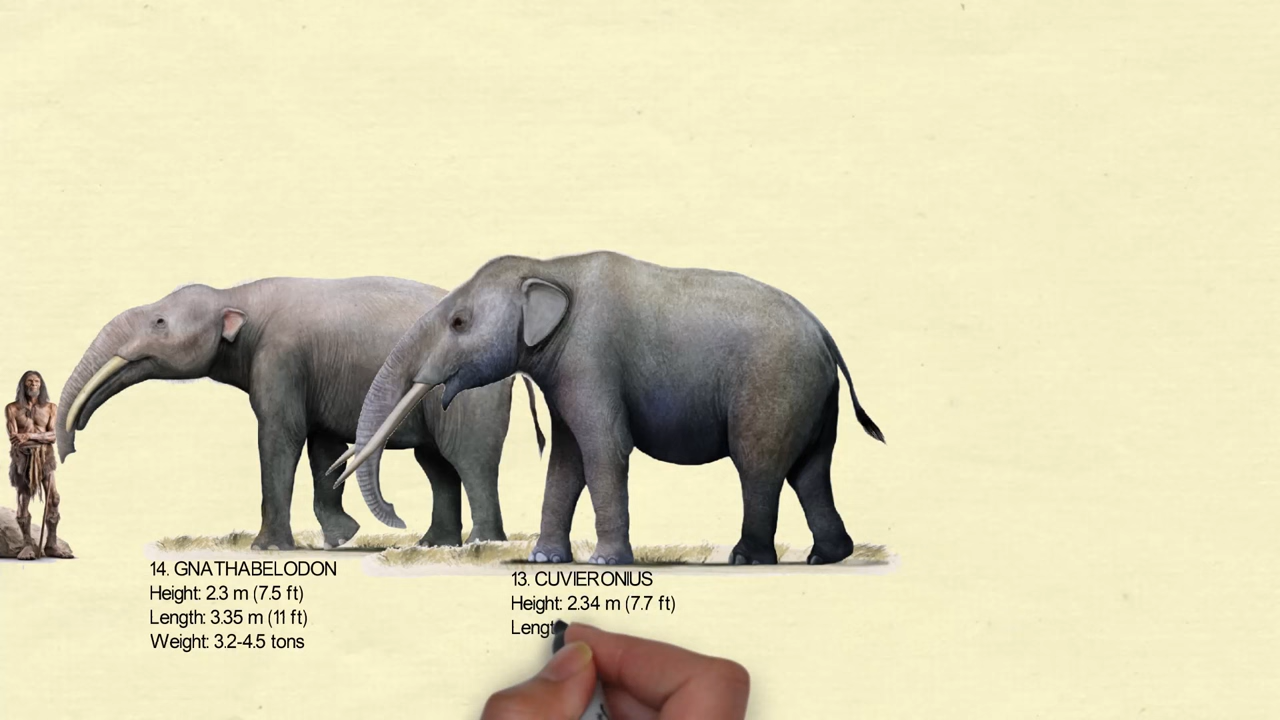 14. GNATHABELODON
Height: 2.3 m (7.5 ft)
Length: 3.35 m (11 ft)
Weight: 3.2-4.5 tons
13. CUVIERONIUS
Height: 2.34 m (7.7 ft)
Lengt